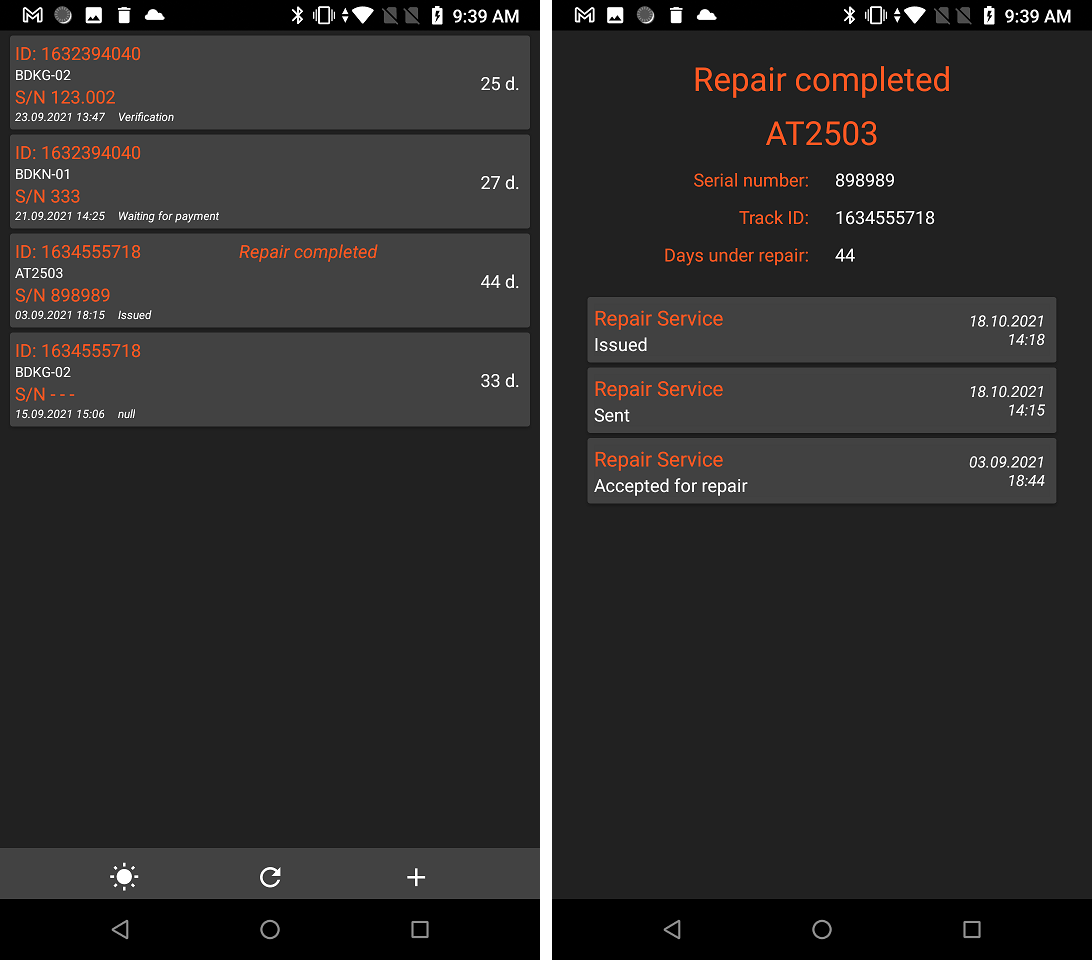 9:39 AM
ID: 1632394040
BDKG-02
S/N 123.002
25 d.
23.09.2021 13:47 Verification
ID: 1632394040
BDKN-01
S/N 333
27 d.
21.09.2021 14:25 Waiting for payment
ID: 1634555718 Repair completed
AT2503
S/N 898989
44 d.
03.09.2021 18:15 Issued
ID: 1634555718
BDKG-02
S/N - - -
33 d.
15.09.2021 15:06 null
9:39 AM
Repair completed
AT2503
Serial number: 898989
Track ID: 1634555718
Days under repair: 44
Repair Service 18.10.2021
Issued 14:18
Repair Service 18.10.2021
Sent 14:15
Repair Service 03.09.2021
Accepted for repair 18:44